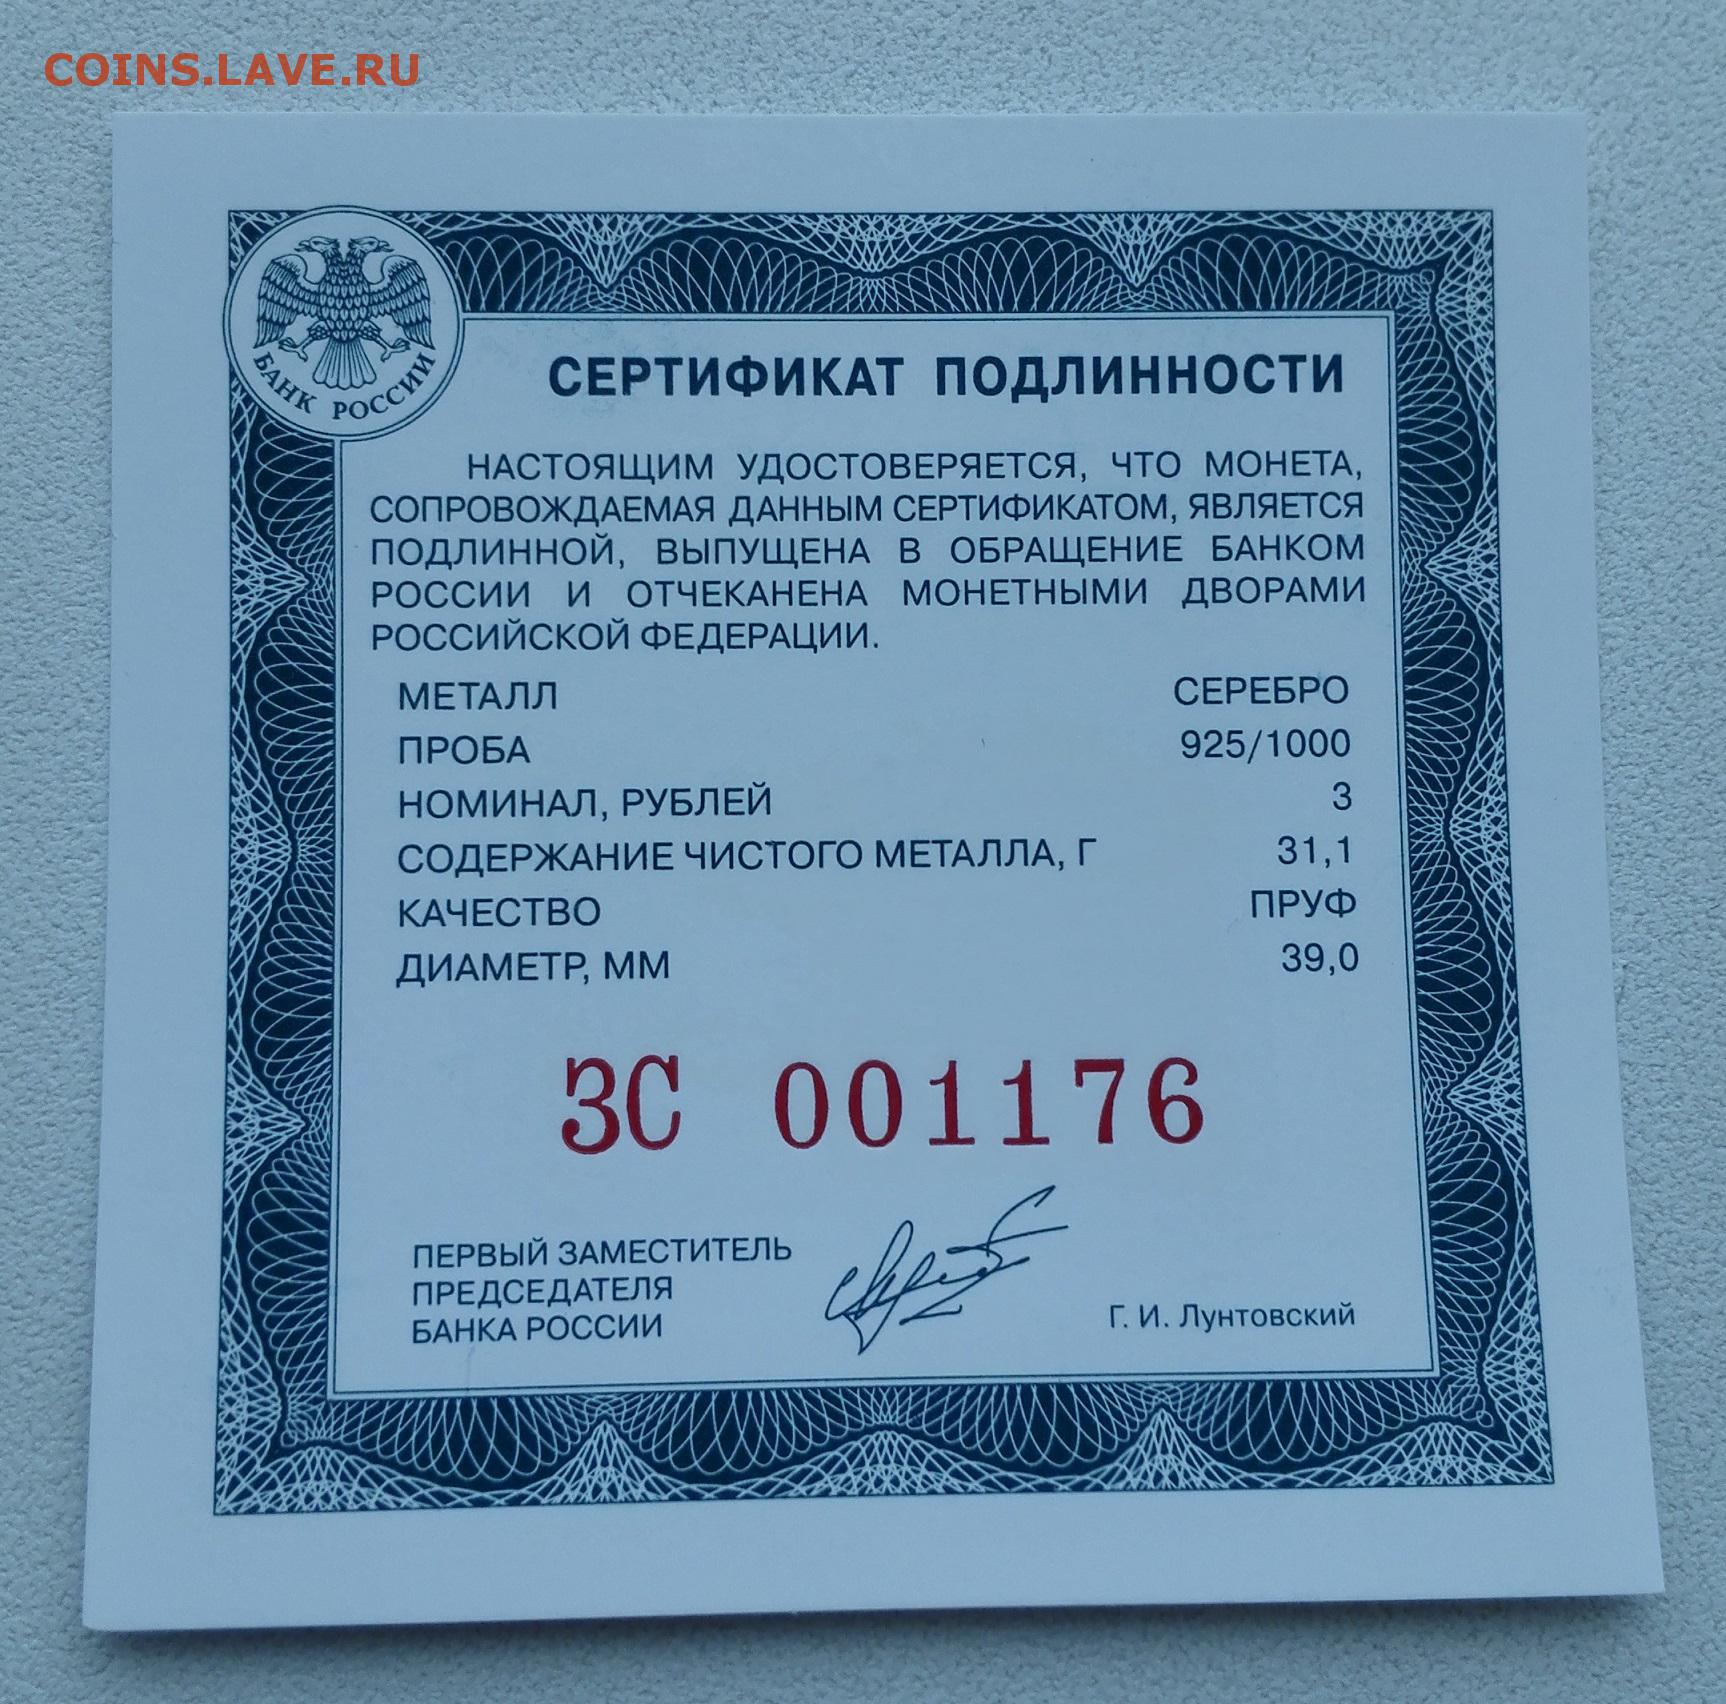 COINS.LAVE.RU
БАНК РОССИИ
СЕРТИФИКАТ ПОДЛИННОСТИ
НАСТОЯЩИМ УДОСТОВЕРЯЕТСЯ, ЧТО МОНЕТА,
СОПРОВОЖДАЕМАЯ ДАННЫМ СЕРТИФИКАТОМ, ЯВЛЯЕТСЯ
ПОДЛИННОЙ, ВЫПУЩЕНА В ОБРАЩЕНИЕ БАНКОМ
РОССИИ И ОТЧЕКАНЕНА МОНЕТНЫМИ ДВОРАМИ
РОССИЙСКОЙ ФЕДЕРАЦИИ.
МЕТАЛЛ СЕРЕБРО
ПРОБА 925/1000
НОМИНАЛ, РУБЛЕЙ 3
СОДЕРЖАНИЕ ЧИСТОГО МЕТАЛЛА, Г 31,1
КАЧЕСТВО ПРУФ
ДИАМЕТР, ММ 39,0
ЗС 001176
ПЕРВЫЙ ЗАМЕСТИТЕЛЬ
ПРЕДСЕДАТЕЛЯ
БАНКА РОССИИ Г. И. Лунтовский